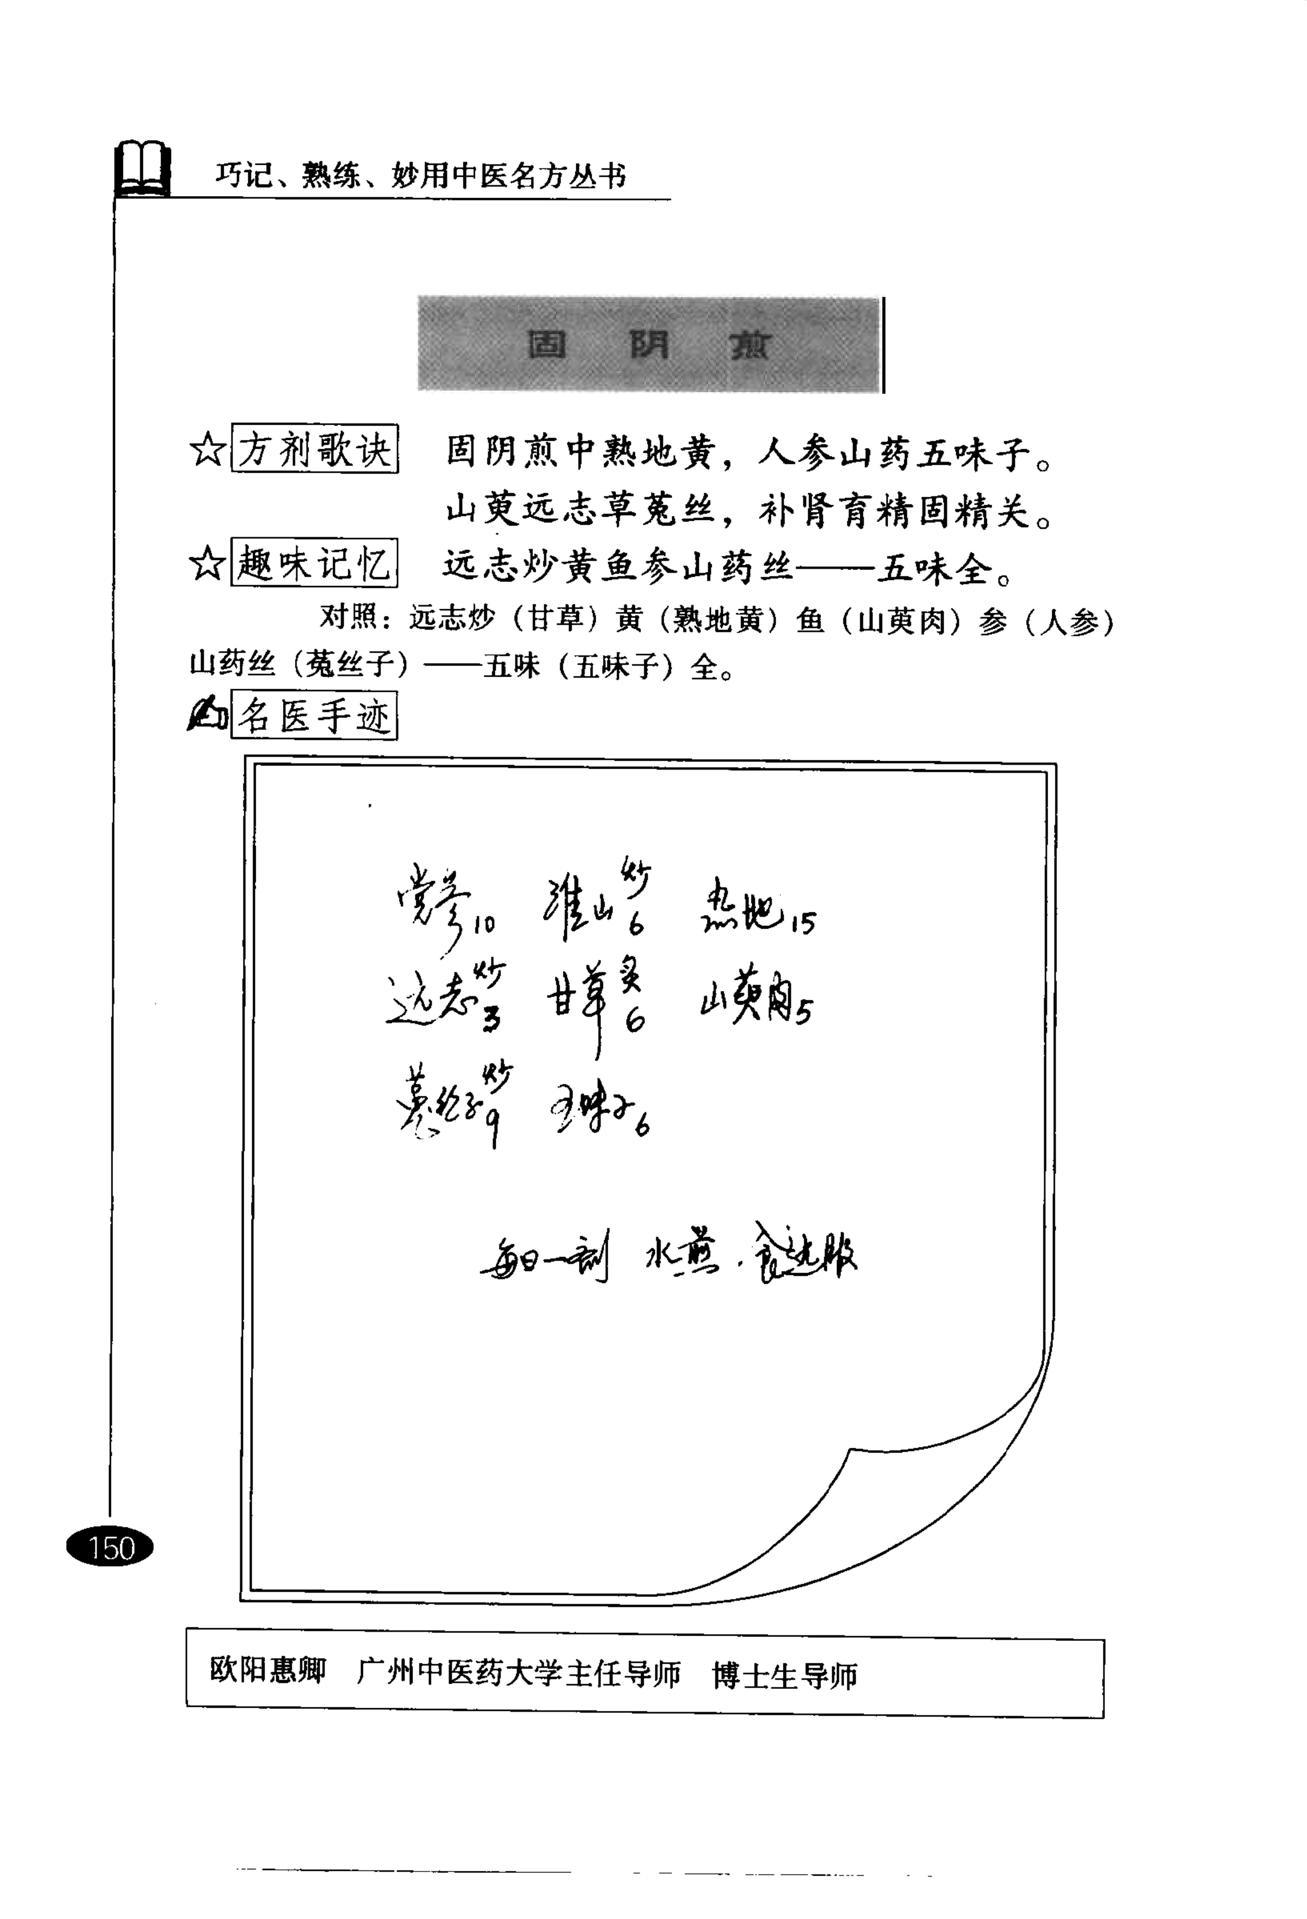 巧记、熟练、妙用中医名方丛书
固阴煎
☆方剂歌诀 固阴煎中熟地黄，人参山药五味子。
山萸远志草菟丝，补肾育精固精关。
☆趣味记忆 远志炒黄鱼参山药丝——五味全。
对照：远志炒（甘草）黄（熟地黄）鱼（山萸肉）参（人参）
山药丝（菟丝子）——五味（五味子）全。
名医手迹
党参10 淮山炒6 熟地15
远志炒3 甘草炙6 山萸肉5
菟丝子炒9 五味子6
每日一剂 水煎.食远服
150
欧阳惠卿 广州中医药大学主任导师 博士生导师